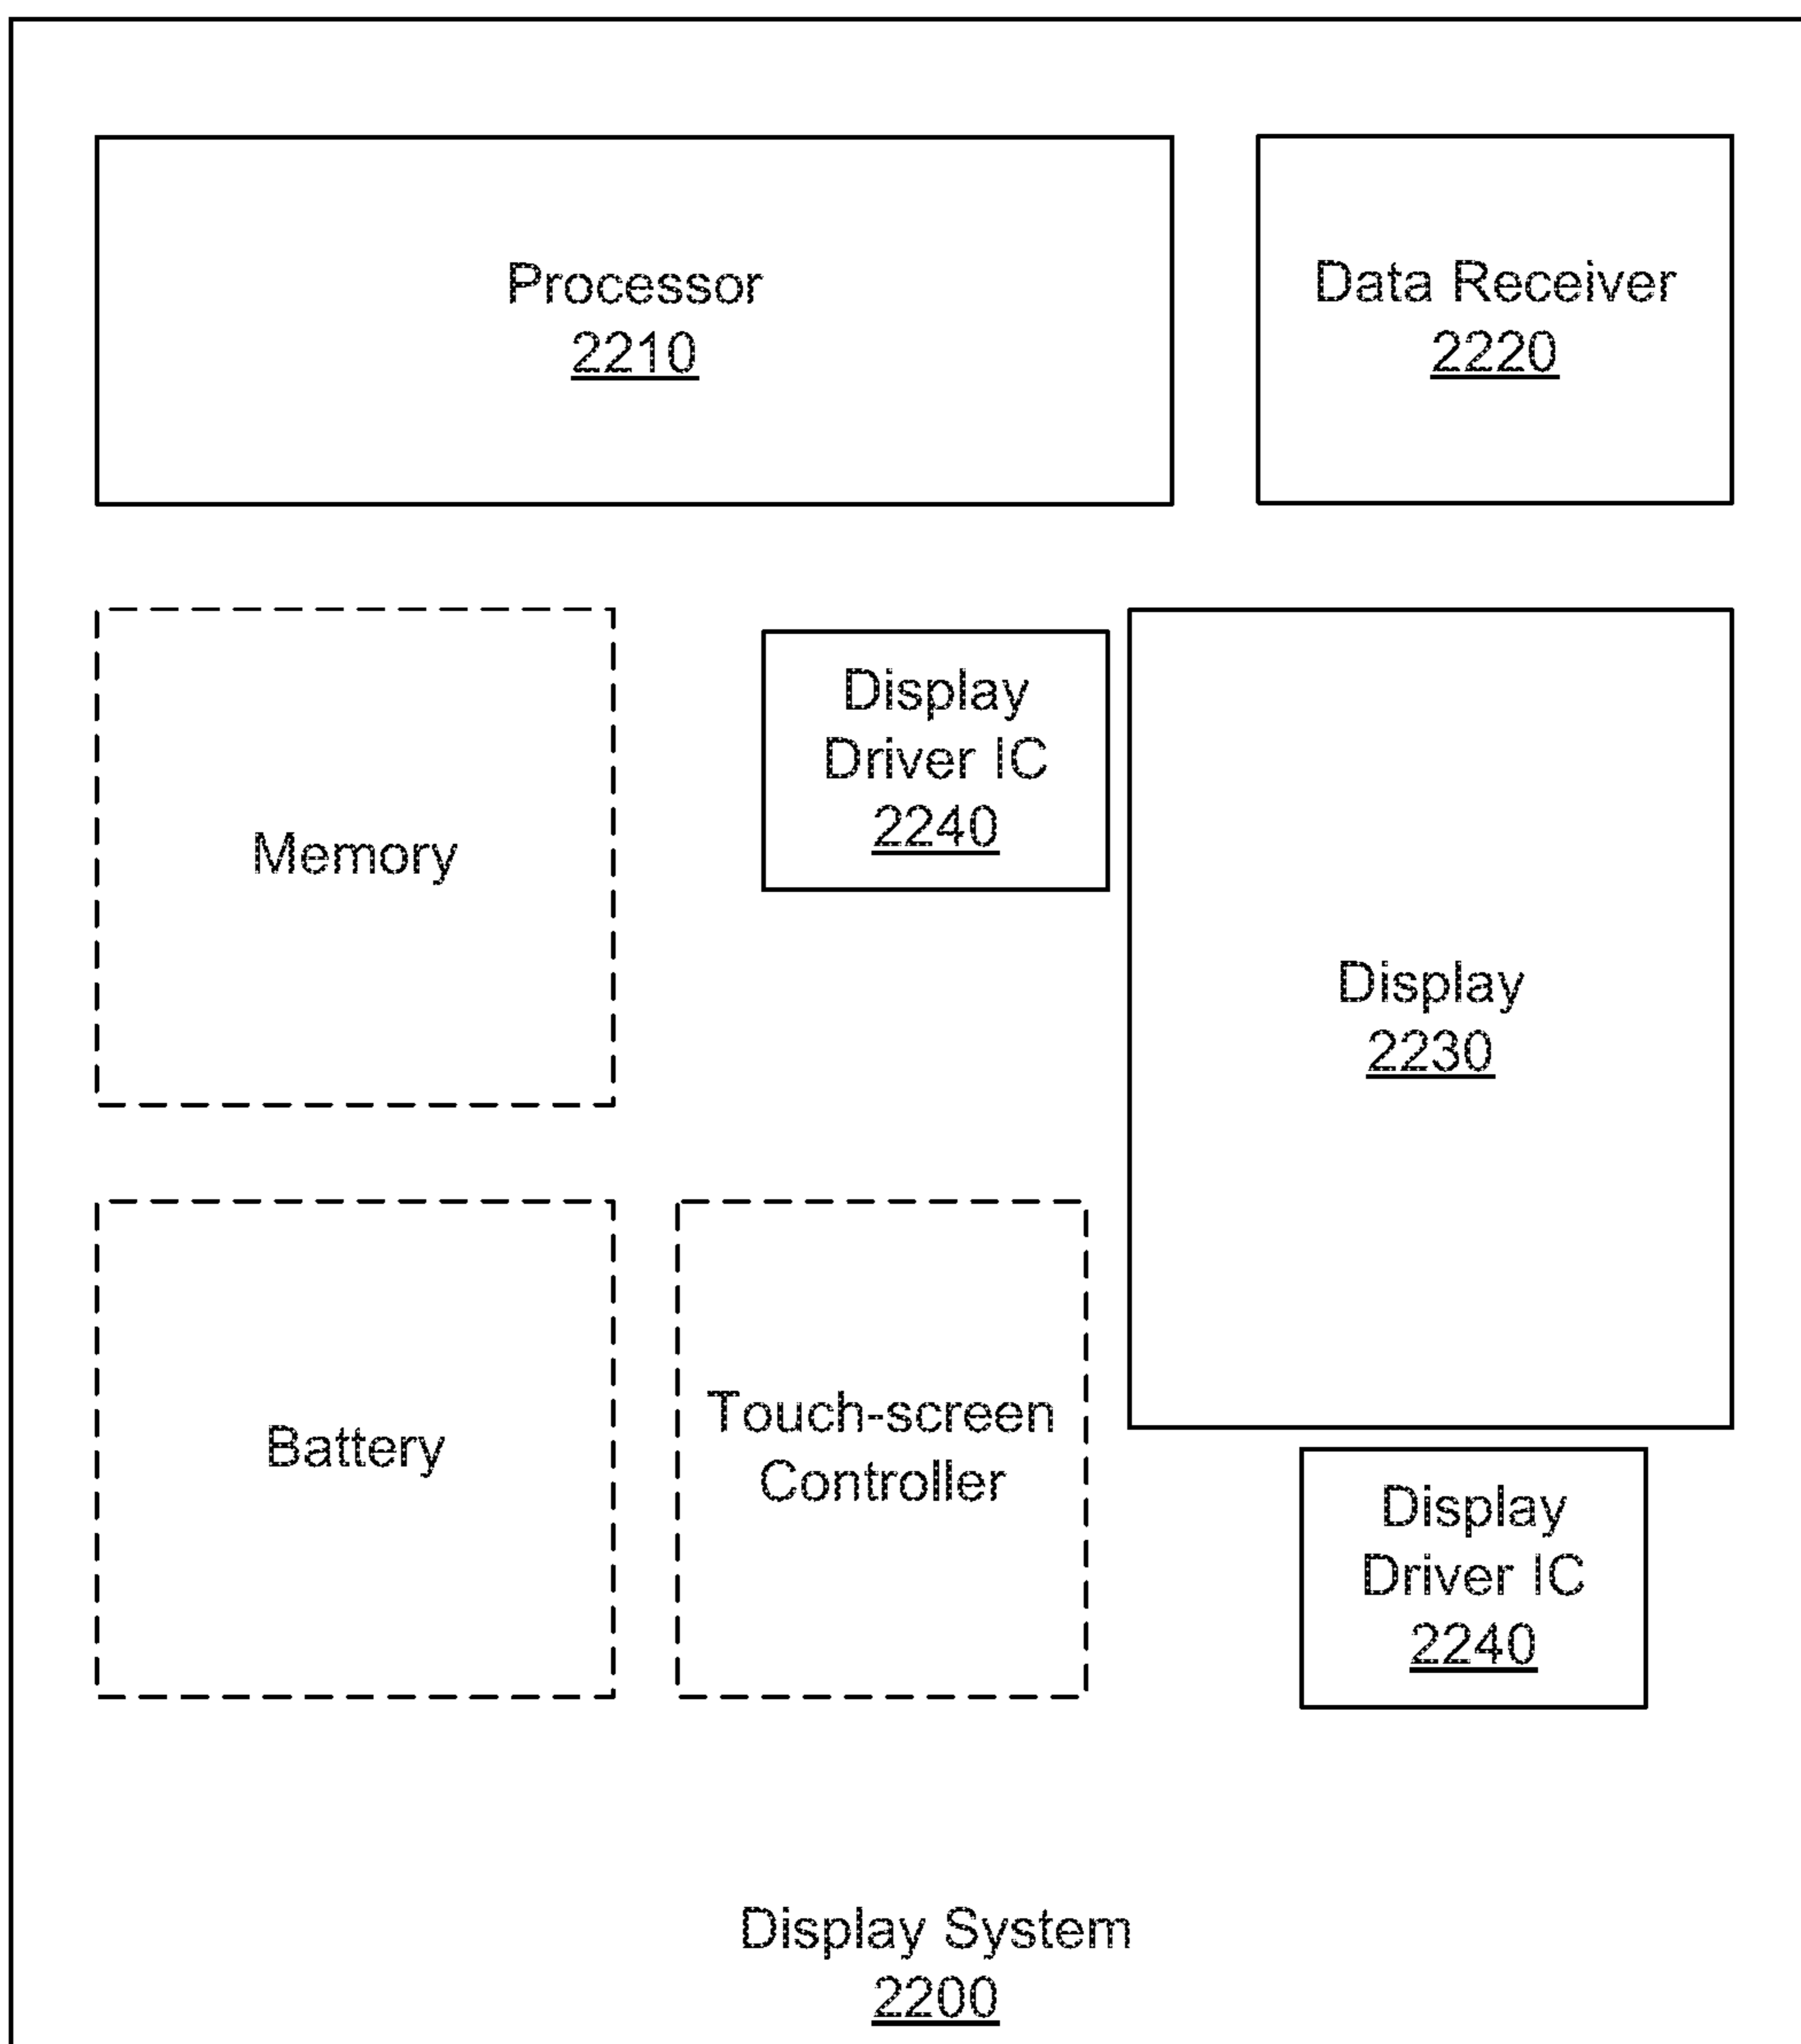 Processor
2210
Data Receiver
2220
Memory
Display
Driver IC
2240
Display
2230
Battery
Touch-screen
Controller
Display
Driver IC
2240
Display System
2200